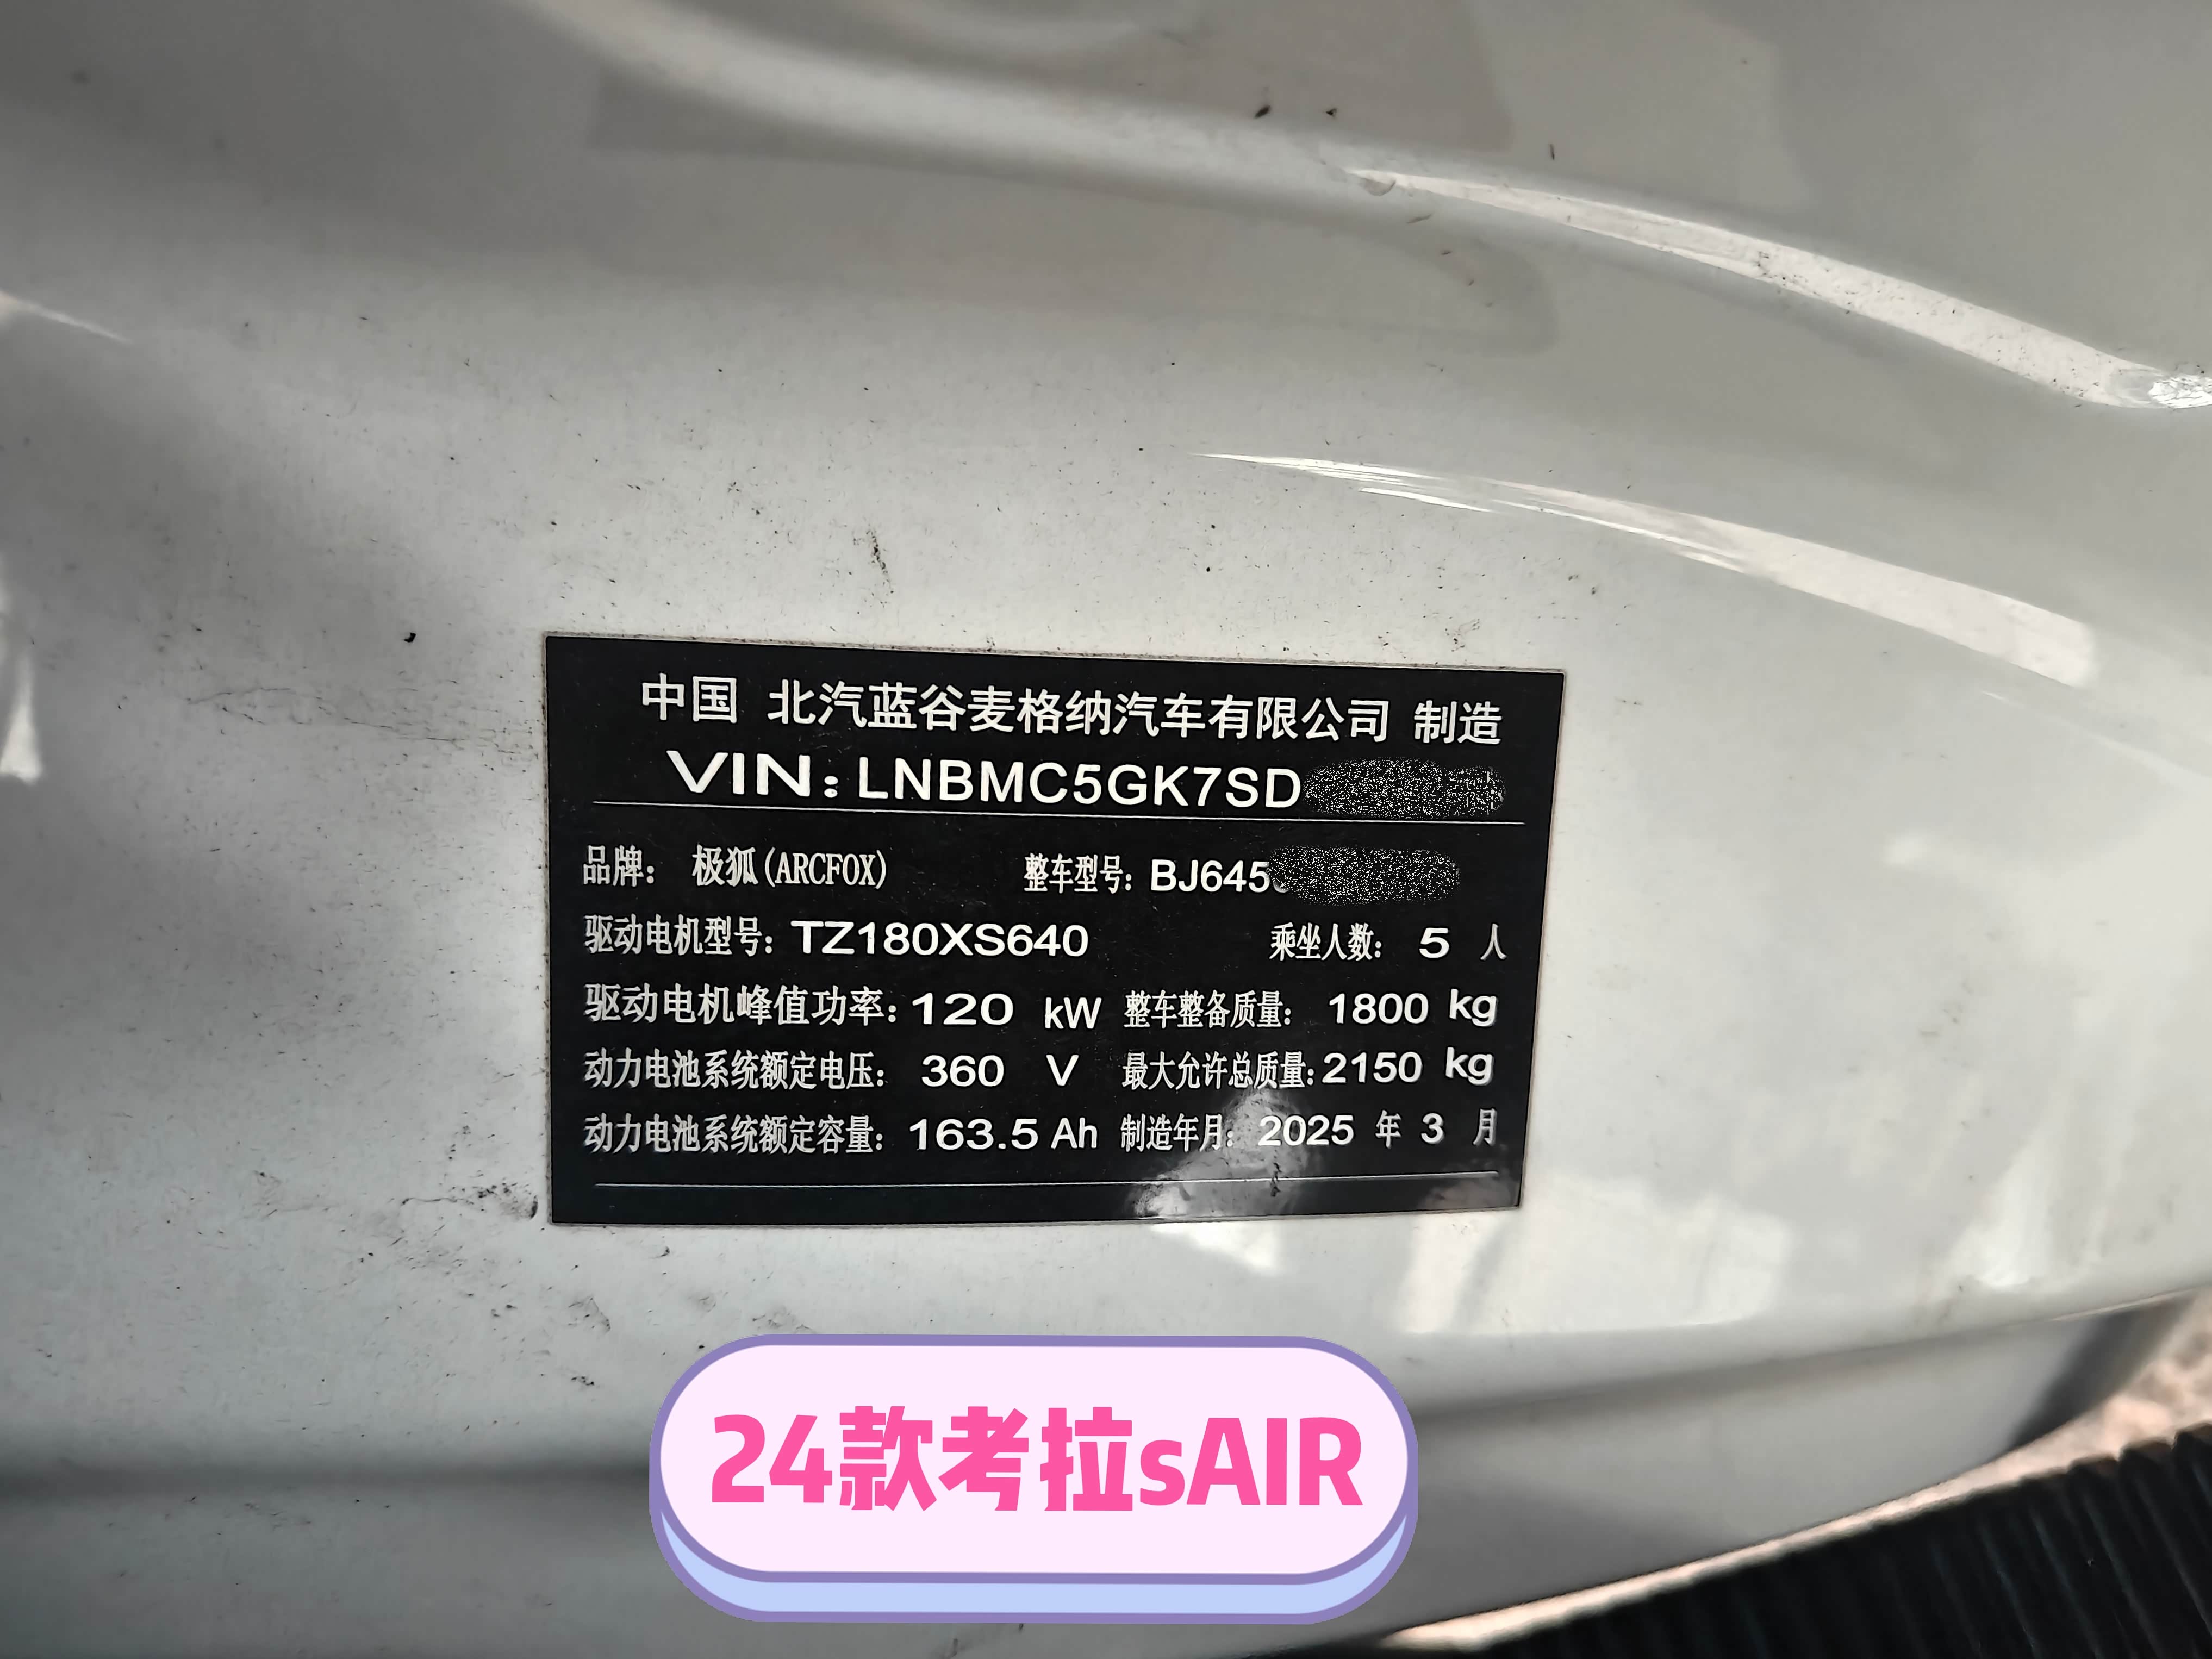 中国 北汽蓝谷麦格纳汽车有限公司 制造
VIN:LNBMC5GK7SD
品牌: 极狐(ARCFOX) 整车型号: BJ645
驱动电机型号: TZ180XS640 乘坐人数: 5 人
驱动电机峰值功率: 120 kW 整车整备质量: 1800 kg
动力电池系统额定电压: 360 V 最大允许总质量: 2150 kg
动力电池系统额定容量: 163.5 Ah 制造年月: 2025 年 3 月
24款考拉sAIR